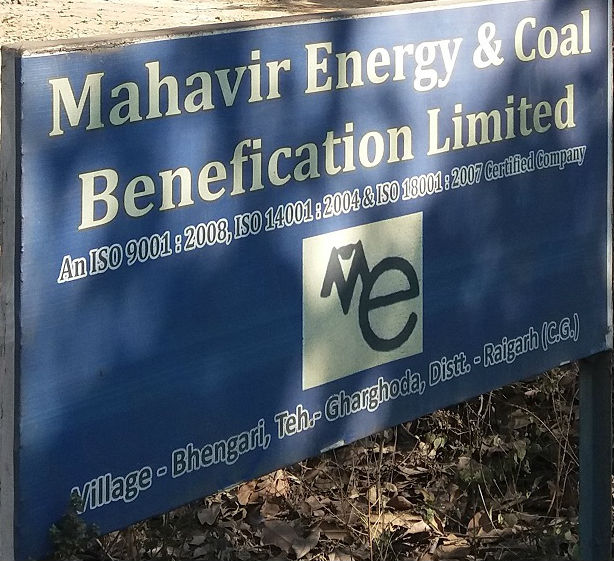 Mahavir Energy & Coal
Benefication Limited
An ISO 9001 : 2008, ISO 14001 : 2004 & ISO 18001 : 2007 Certified Company
Me
Village - Bhengari, Teh.- Gharghoda, Distt. - Raigarh (C.G.)